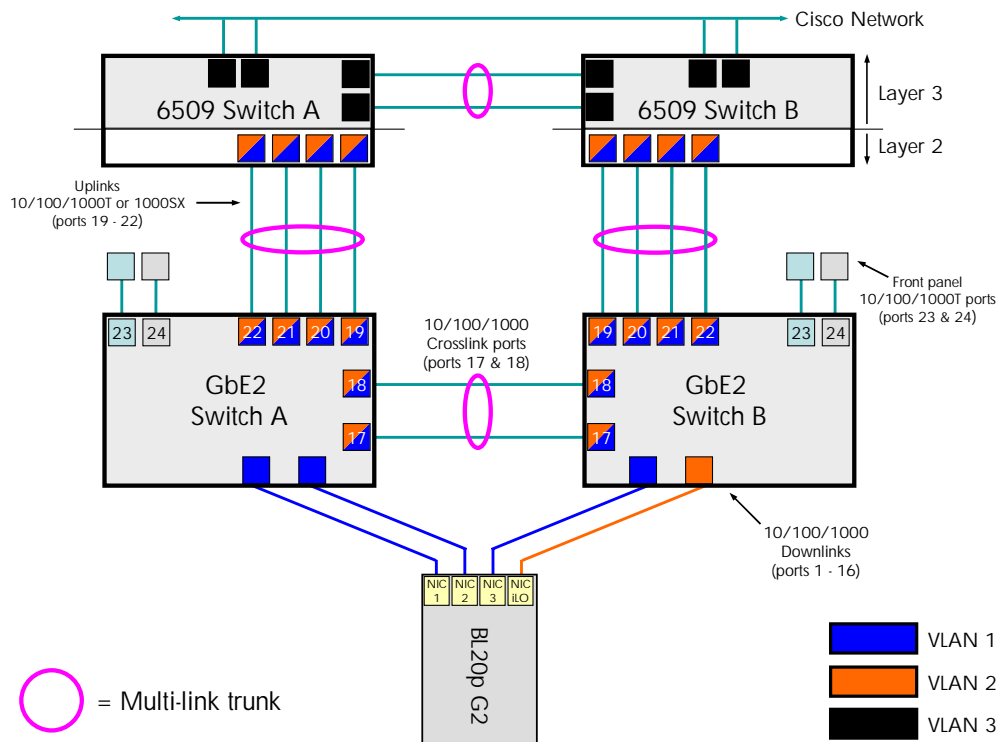 Cisco Network
6509 Switch A
6509 Switch B
Layer 3
Layer 2
Uplinks
10/100/1000T or 1000SX
(ports 19 - 22)
Front panel
10/100/1000T ports
(ports 23 & 24)
23
24
22
21
20
19
19
20
21
22
23
24
10/100/1000
Crosslink ports
(ports 17 & 18)
18
18
GbE2
Switch A
GbE2
Switch B
17
17
10/100/1000
Downlinks
(ports 1 - 16)
NIC
1
NIC
2
NIC
3
NIC
iLO
BL20p G2
VLAN 1
VLAN 2
VLAN 3
= Multi-link trunk